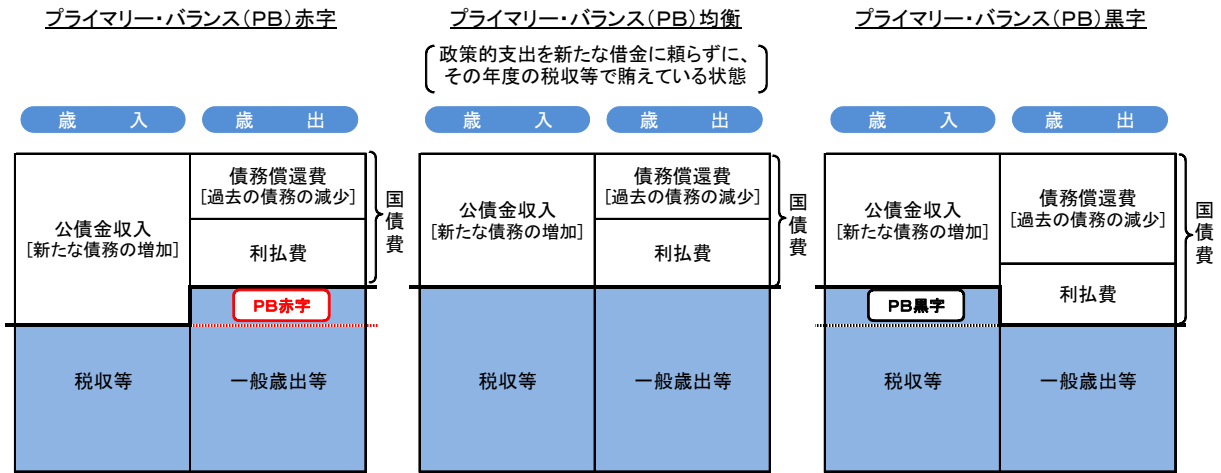 プライマリー・バランス（PB）赤字
歳　入
歳　出
公債金収入
[新たな債務の増加]
債務償還費
[過去の債務の減少]
利払費
国債費
PB赤字
税収等
一般歳出等
プライマリー・バランス（PB）均衡
政策的支出を新たな借金に頼らずに、
その年度の税収等で賄えている状態
歳　入
歳　出
公債金収入
[新たな債務の増加]
債務償還費
[過去の債務の減少]
利払費
国債費
税収等
一般歳出等
プライマリー・バランス（PB）黒字
歳　入
歳　出
公債金収入
[新たな債務の増加]
債務償還費
[過去の債務の減少]
利払費
国債費
PB黒字
税収等
一般歳出等